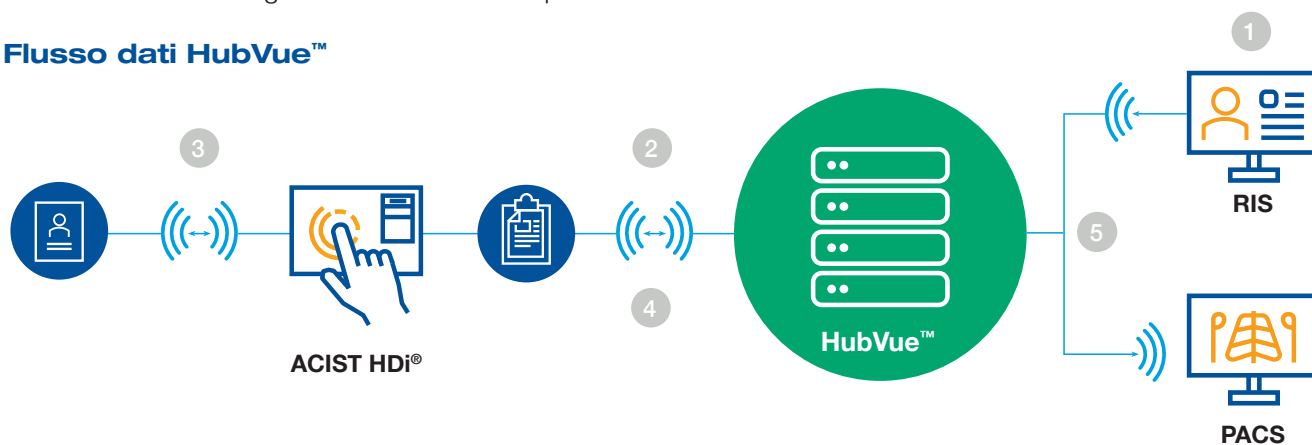 Flusso dati HubVue™
1
3
2
RIS
5
4
HubVue™
ACIST HDi®
PACS